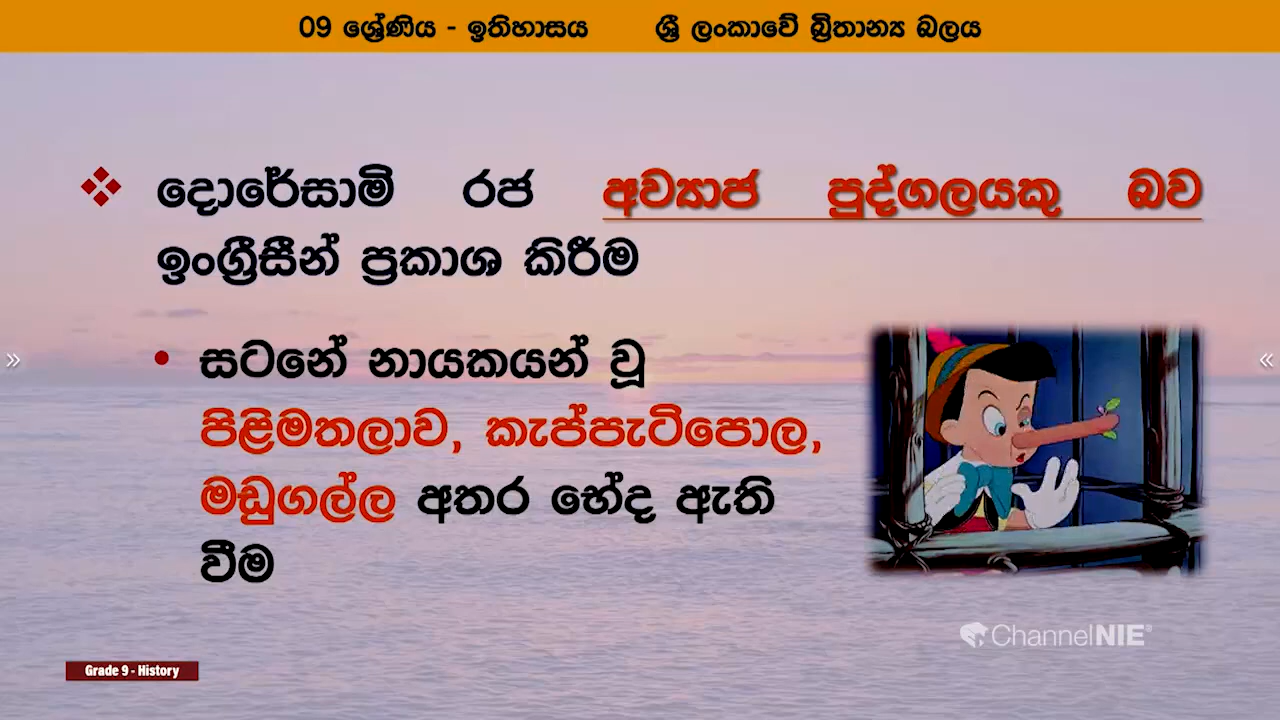 09 ශ්‍රේණිය - ඉතිහාසය ශ්‍රී ලංකාවේ බ්‍රිතාන්‍ය බලය
❖ දොරේසාමි රජ අව්‍යාජ පුද්ගලයකු බව
ඉංග්‍රීසීන් ප්‍රකාශ කිරීම
• සටනේ නායකයන් වූ
පිළිමතලාව, කැප්පැටිපොල,
මඩුගල්ල අතර භේද ඇති
වීම
ChannelNIE®
Grade 9 - History